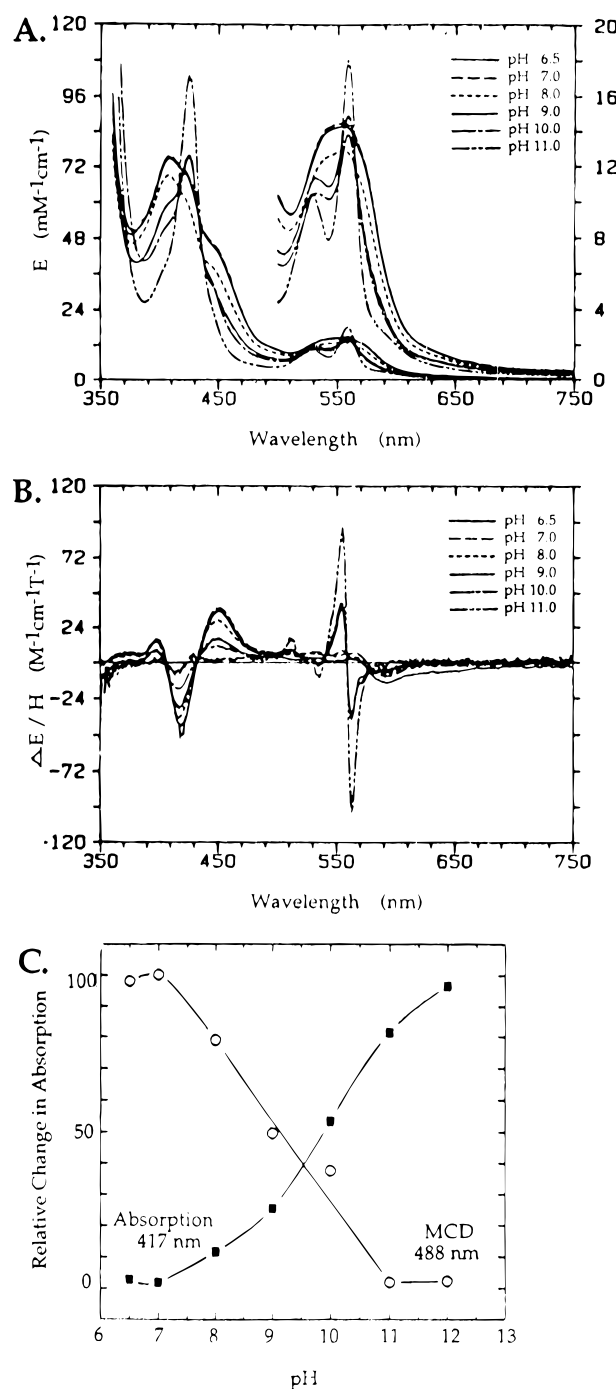 A.
120
96
72
48
24
0
20
16
12
8
4
0
E (mM-1cm-1)
pH 6.5
pH 7.0
pH 8.0
pH 9.0
pH 10.0
pH 11.0
350 450 550 650 750
Wavelength (nm)
B.
120
72
24
-24
-72
-120
△E / H (M-1cm-1T-1)
pH 6.5
pH 7.0
pH 8.0
pH 9.0
pH 10.0
pH 11.0
350 450 550 650 750
Wavelength (nm)
C.
100
50
0
Relative Change in Absorption
Absorption
417 nm
MCD
488 nm
6 7 8 9 10 11 12 13
pH